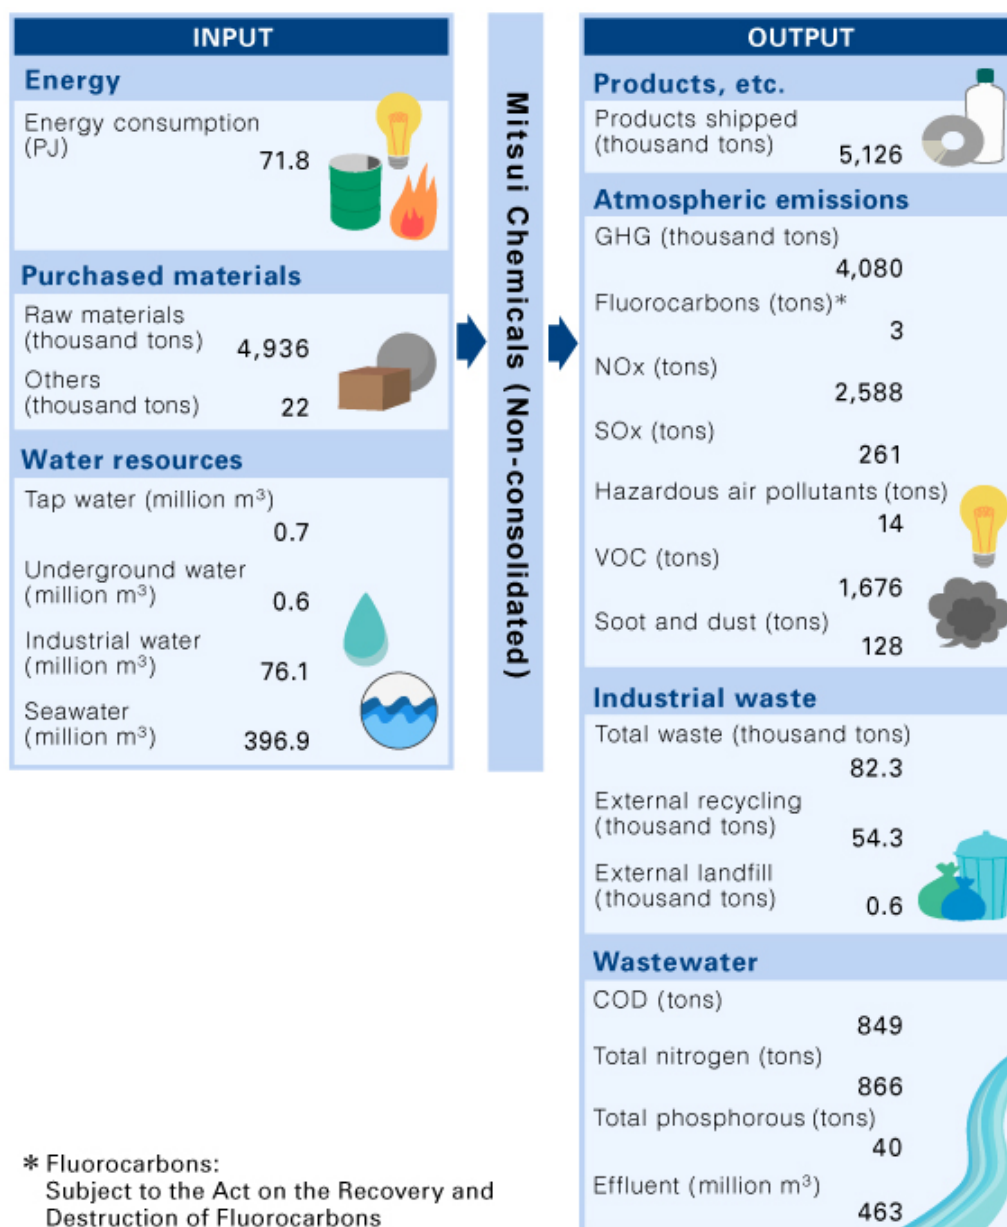 INPUT
Energy
Energy consumption
(PJ)
71.8
Purchased materials
Raw materials
(thousand tons)
4,936
Others
(thousand tons)
22
Water resources
Tap water (million m³)
0.7
Underground water
(million m³)
0.6
Industrial water
(million m³)
76.1
Seawater
(million m³)
396.9
Mitsui Chemicals (Non-consolidated)
OUTPUT
Products, etc.
Products shipped
(thousand tons)
5,126
Atmospheric emissions
GHG (thousand tons)
4,080
Fluorocarbons (tons)*
3
NOx (tons)
2,588
SOx (tons)
261
Hazardous air pollutants (tons)
14
VOC (tons)
1,676
Soot and dust (tons)
128
Industrial waste
Total waste (thousand tons)
82.3
External recycling
(thousand tons)
54.3
External landfill
(thousand tons)
0.6
Wastewater
COD (tons)
849
Total nitrogen (tons)
866
Total phosphorous (tons)
40
Effluent (million m³)
463
* Fluorocarbons:
Subject to the Act on the Recovery and
Destruction of Fluorocarbons